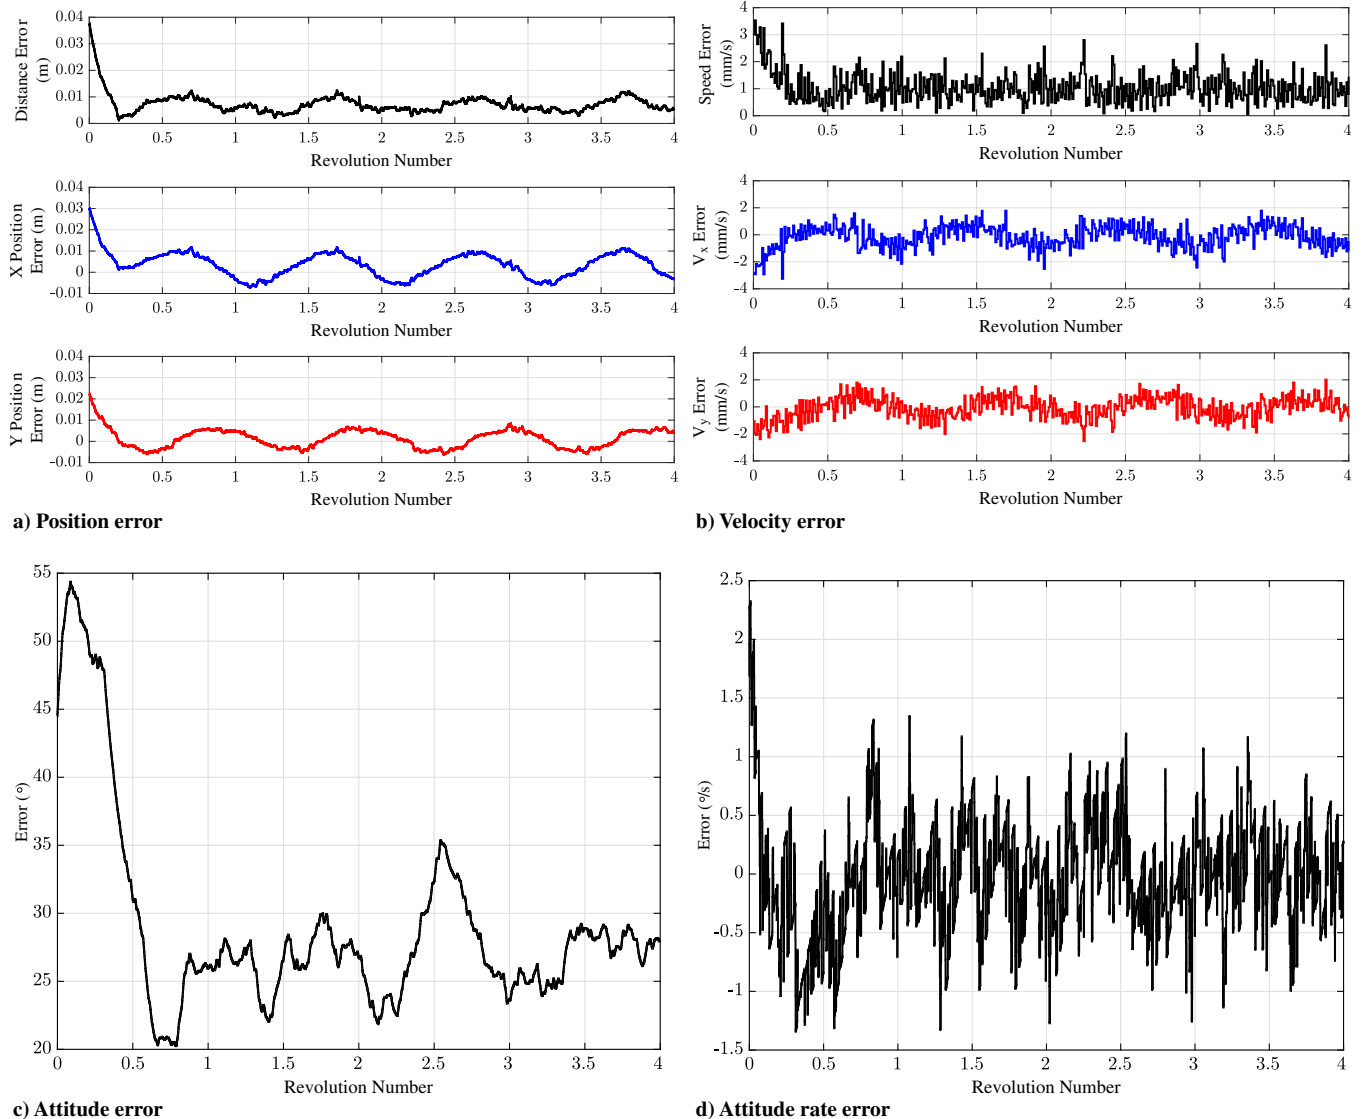 Distance Error
(m)
0.04
0.03
0.02
0.01
0
0 0.5 1 1.5 2 2.5 3 3.5 4
Revolution Number
X Position
Error (m)
0.04
0.03
0.02
0.01
0
-0.01
0 0.5 1 1.5 2 2.5 3 3.5 4
Revolution Number
Y Position
Error (m)
0.04
0.03
0.02
0.01
0
-0.01
0 0.5 1 1.5 2 2.5 3 3.5 4
Revolution Number
a) Position error
Speed Error
(mm/s)
4
3
2
1
0
0 0.5 1 1.5 2 2.5 3 3.5 4
Revolution Number
Vx Error
(mm/s)
4
2
0
-2
-4
0 0.5 1 1.5 2 2.5 3 3.5 4
Revolution Number
Vy Error
(mm/s)
4
2
0
-2
-4
0 0.5 1 1.5 2 2.5 3 3.5 4
Revolution Number
b) Velocity error
Error (°)
55
50
45
40
35
30
25
20
0 0.5 1 1.5 2 2.5 3 3.5 4
Revolution Number
c) Attitude error
Error (°/s)
2.5
2
1.5
1
0.5
0
-0.5
-1
-1.5
0 0.5 1 1.5 2 2.5 3 3.5 4
Revolution Number
d) Attitude rate error